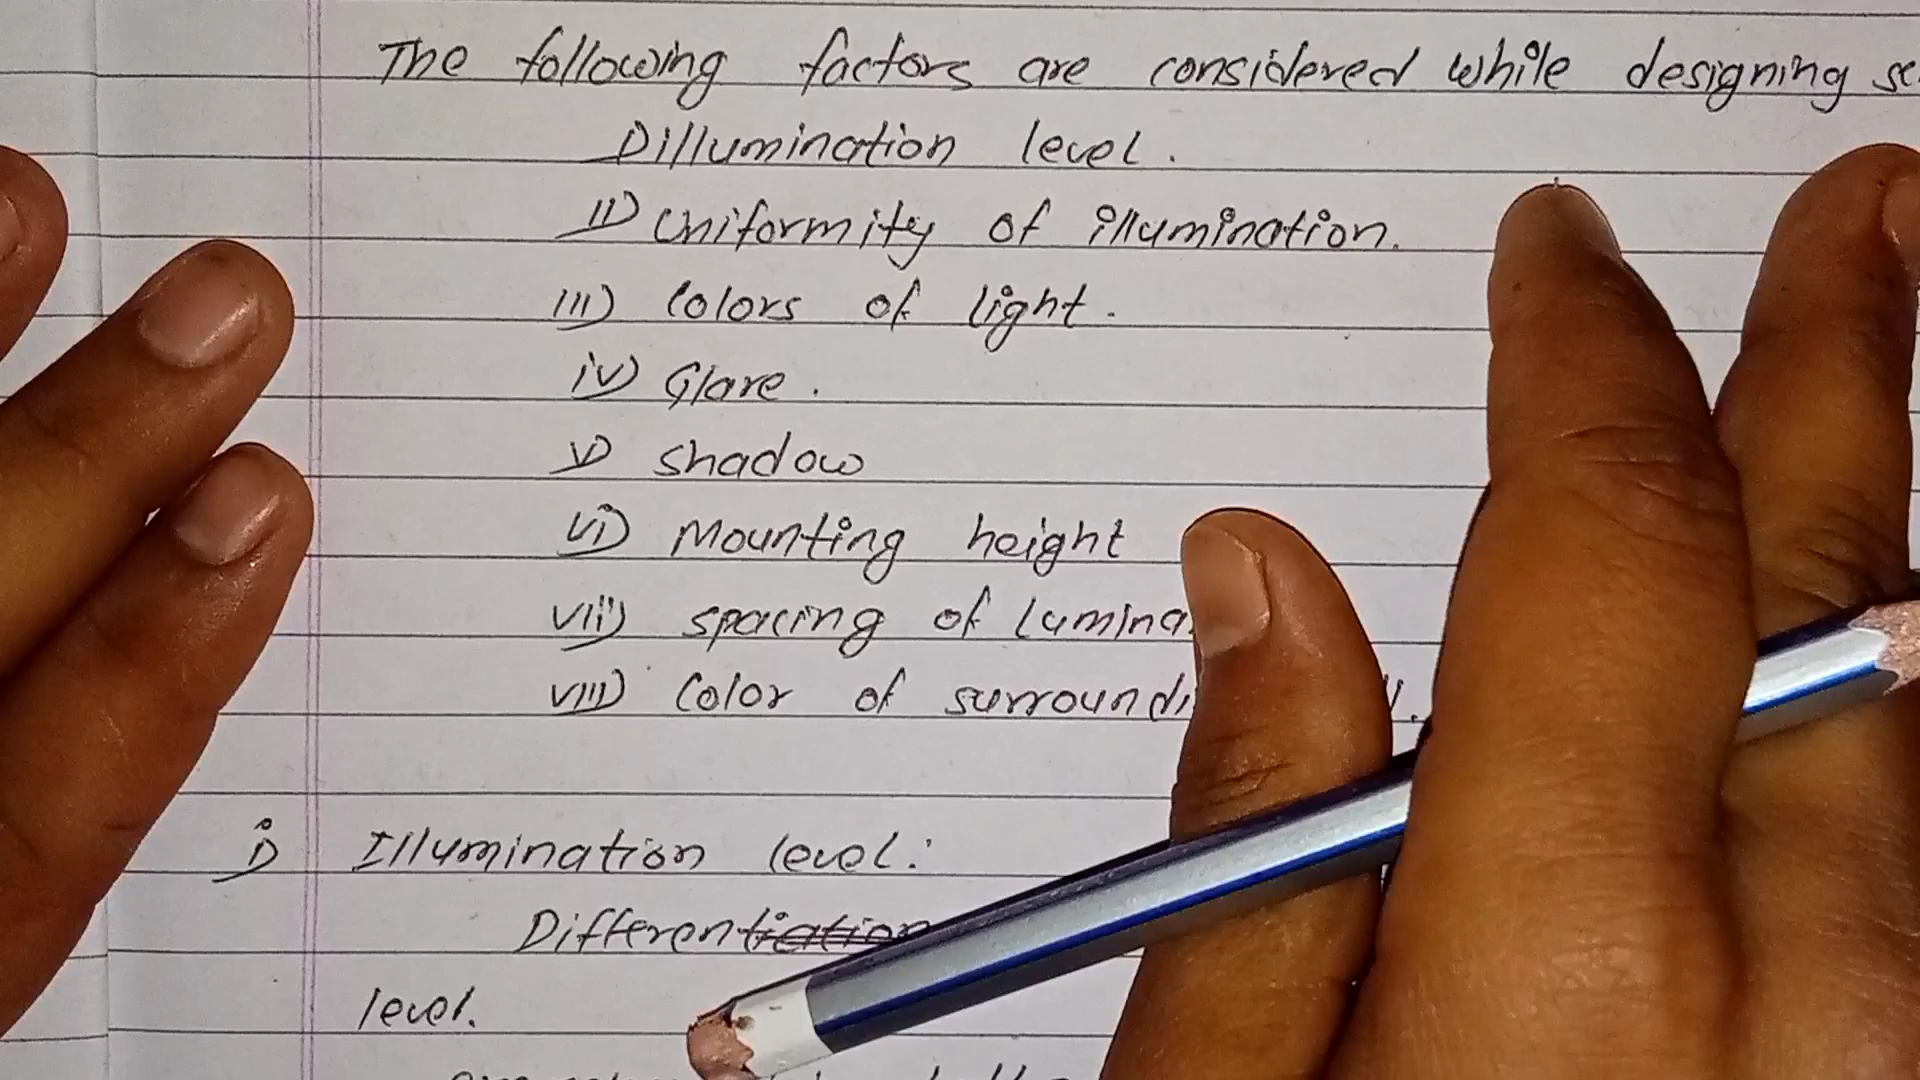 The following factors are considered while designing
i) illumination level.
ii) Uniformity of illumination.
iii) Colors of light.
iv) Glare.
v) shadow
vi) Mounting height
vii) spacing of
viii) Color of
i) Illumination level:
Different
level.